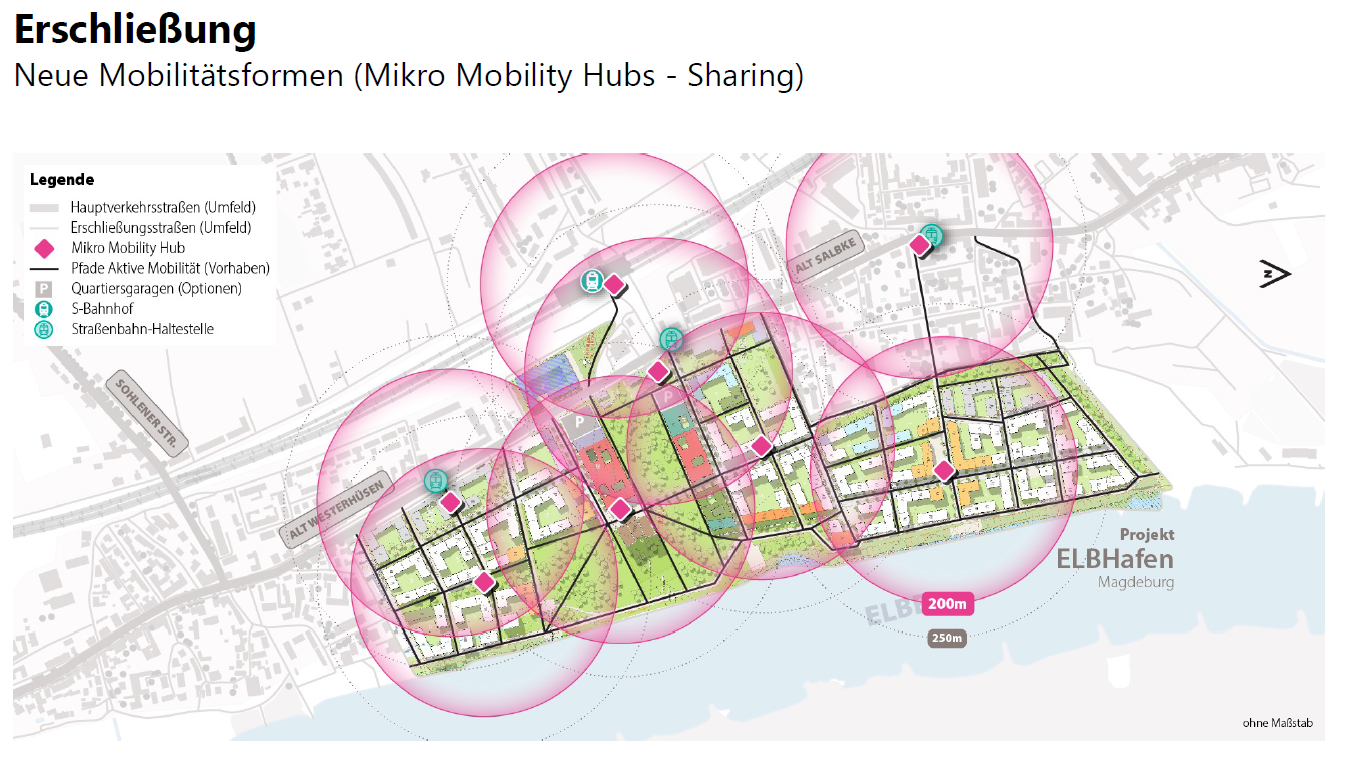 Erschließung
Neue Mobilitätsformen (Mikro Mobility Hubs - Sharing)
Legende
Hauptverkehrsstraßen (Umfeld)
Erschließungsstraßen (Umfeld)
Mikro Mobility Hub
Pfade Aktive Mobilität (Vorhaben)
P Quartiersgaragen (Optionen)
S-Bahnhof
Straßenbahn-Haltestelle
ALT SALBKE
N
SOHLENER STR.
P
P
ALT WESTERHÜSEN
Projekt
ELBHafen
Magdeburg
200m
250m
ohne Maßstab